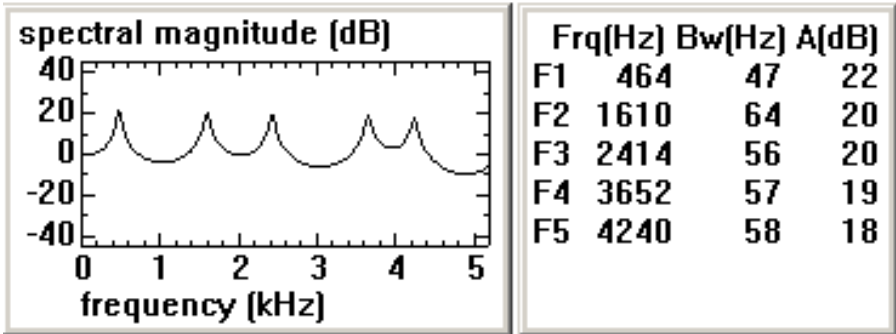 spectral magnitude (dB)
40
20
0
-20
-40
0 1 2 3 4 5
frequency (kHz)
Frq(Hz) Bw(Hz) A(dB)
F1 464 47 22
F2 1610 64 20
F3 2414 56 20
F4 3652 57 19
F5 4240 58 18